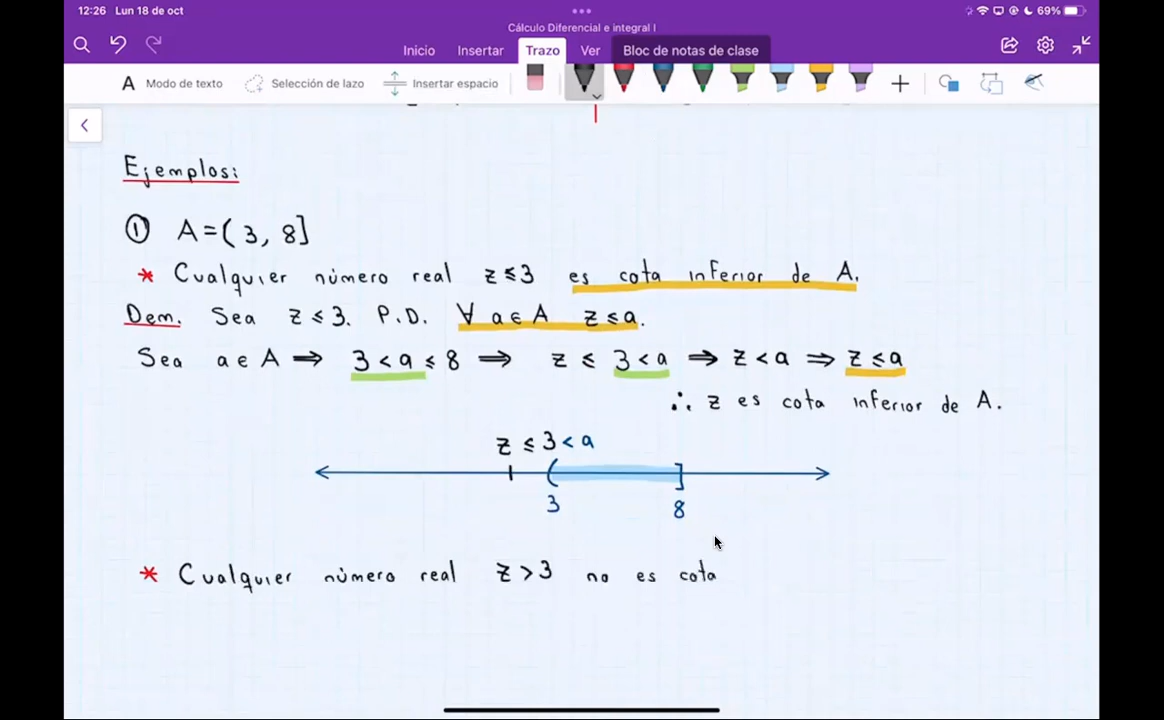 12:26 Lun 18 de oct
69%
Cálculo Diferencial e integral I
Inicio Insertar Trazo Ver Bloc de notas de clase
A Modo de texto Selección de lazo Insertar espacio
Ejemplos:
① A=(3, 8]
* Cualquier número real z ≤ 3 es cota inferior de A.
Dem. Sea z ≤ 3. P.D. ∀ a ∈ A z ≤ a.
Sea a ∈ A ⟹ 3 < a ≤ 8 ⟹ z ≤ 3 < a ⟹ z < a ⟹ z ≤ a
∴ z es cota inferior de A.
z ≤ 3 < a
( ]
3 8
* Cualquier número real z > 3 no es cota